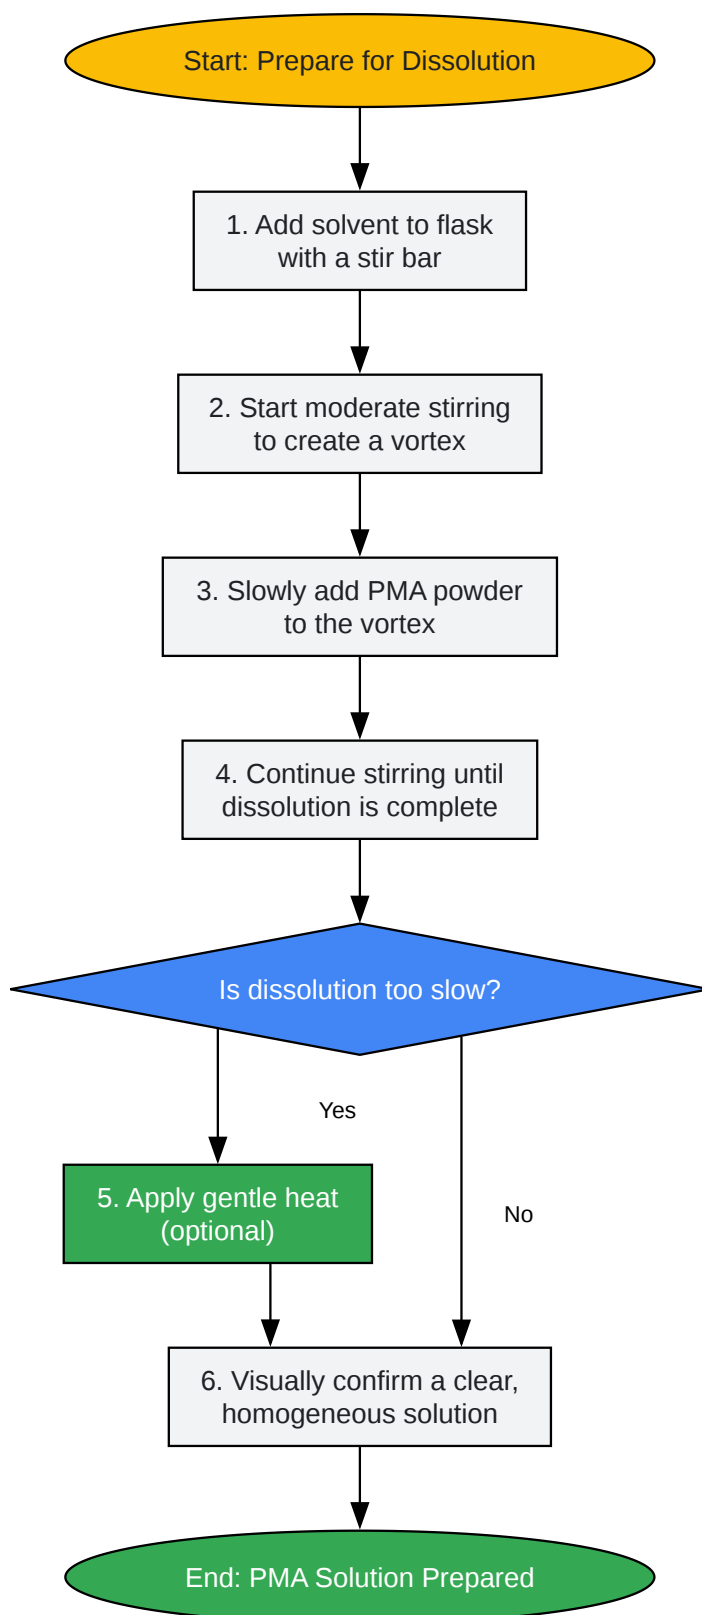 Start: Prepare for Dissolution
1. Add solvent to flask
with a stir bar
2. Start moderate stirring
to create a vortex
3. Slowly add PMA powder
to the vortex
4. Continue stirring until
dissolution is complete
Is dissolution too slow?
Yes
5. Apply gentle heat
(optional)
No
6. Visually confirm a clear,
homogeneous solution
End: PMA Solution Prepared